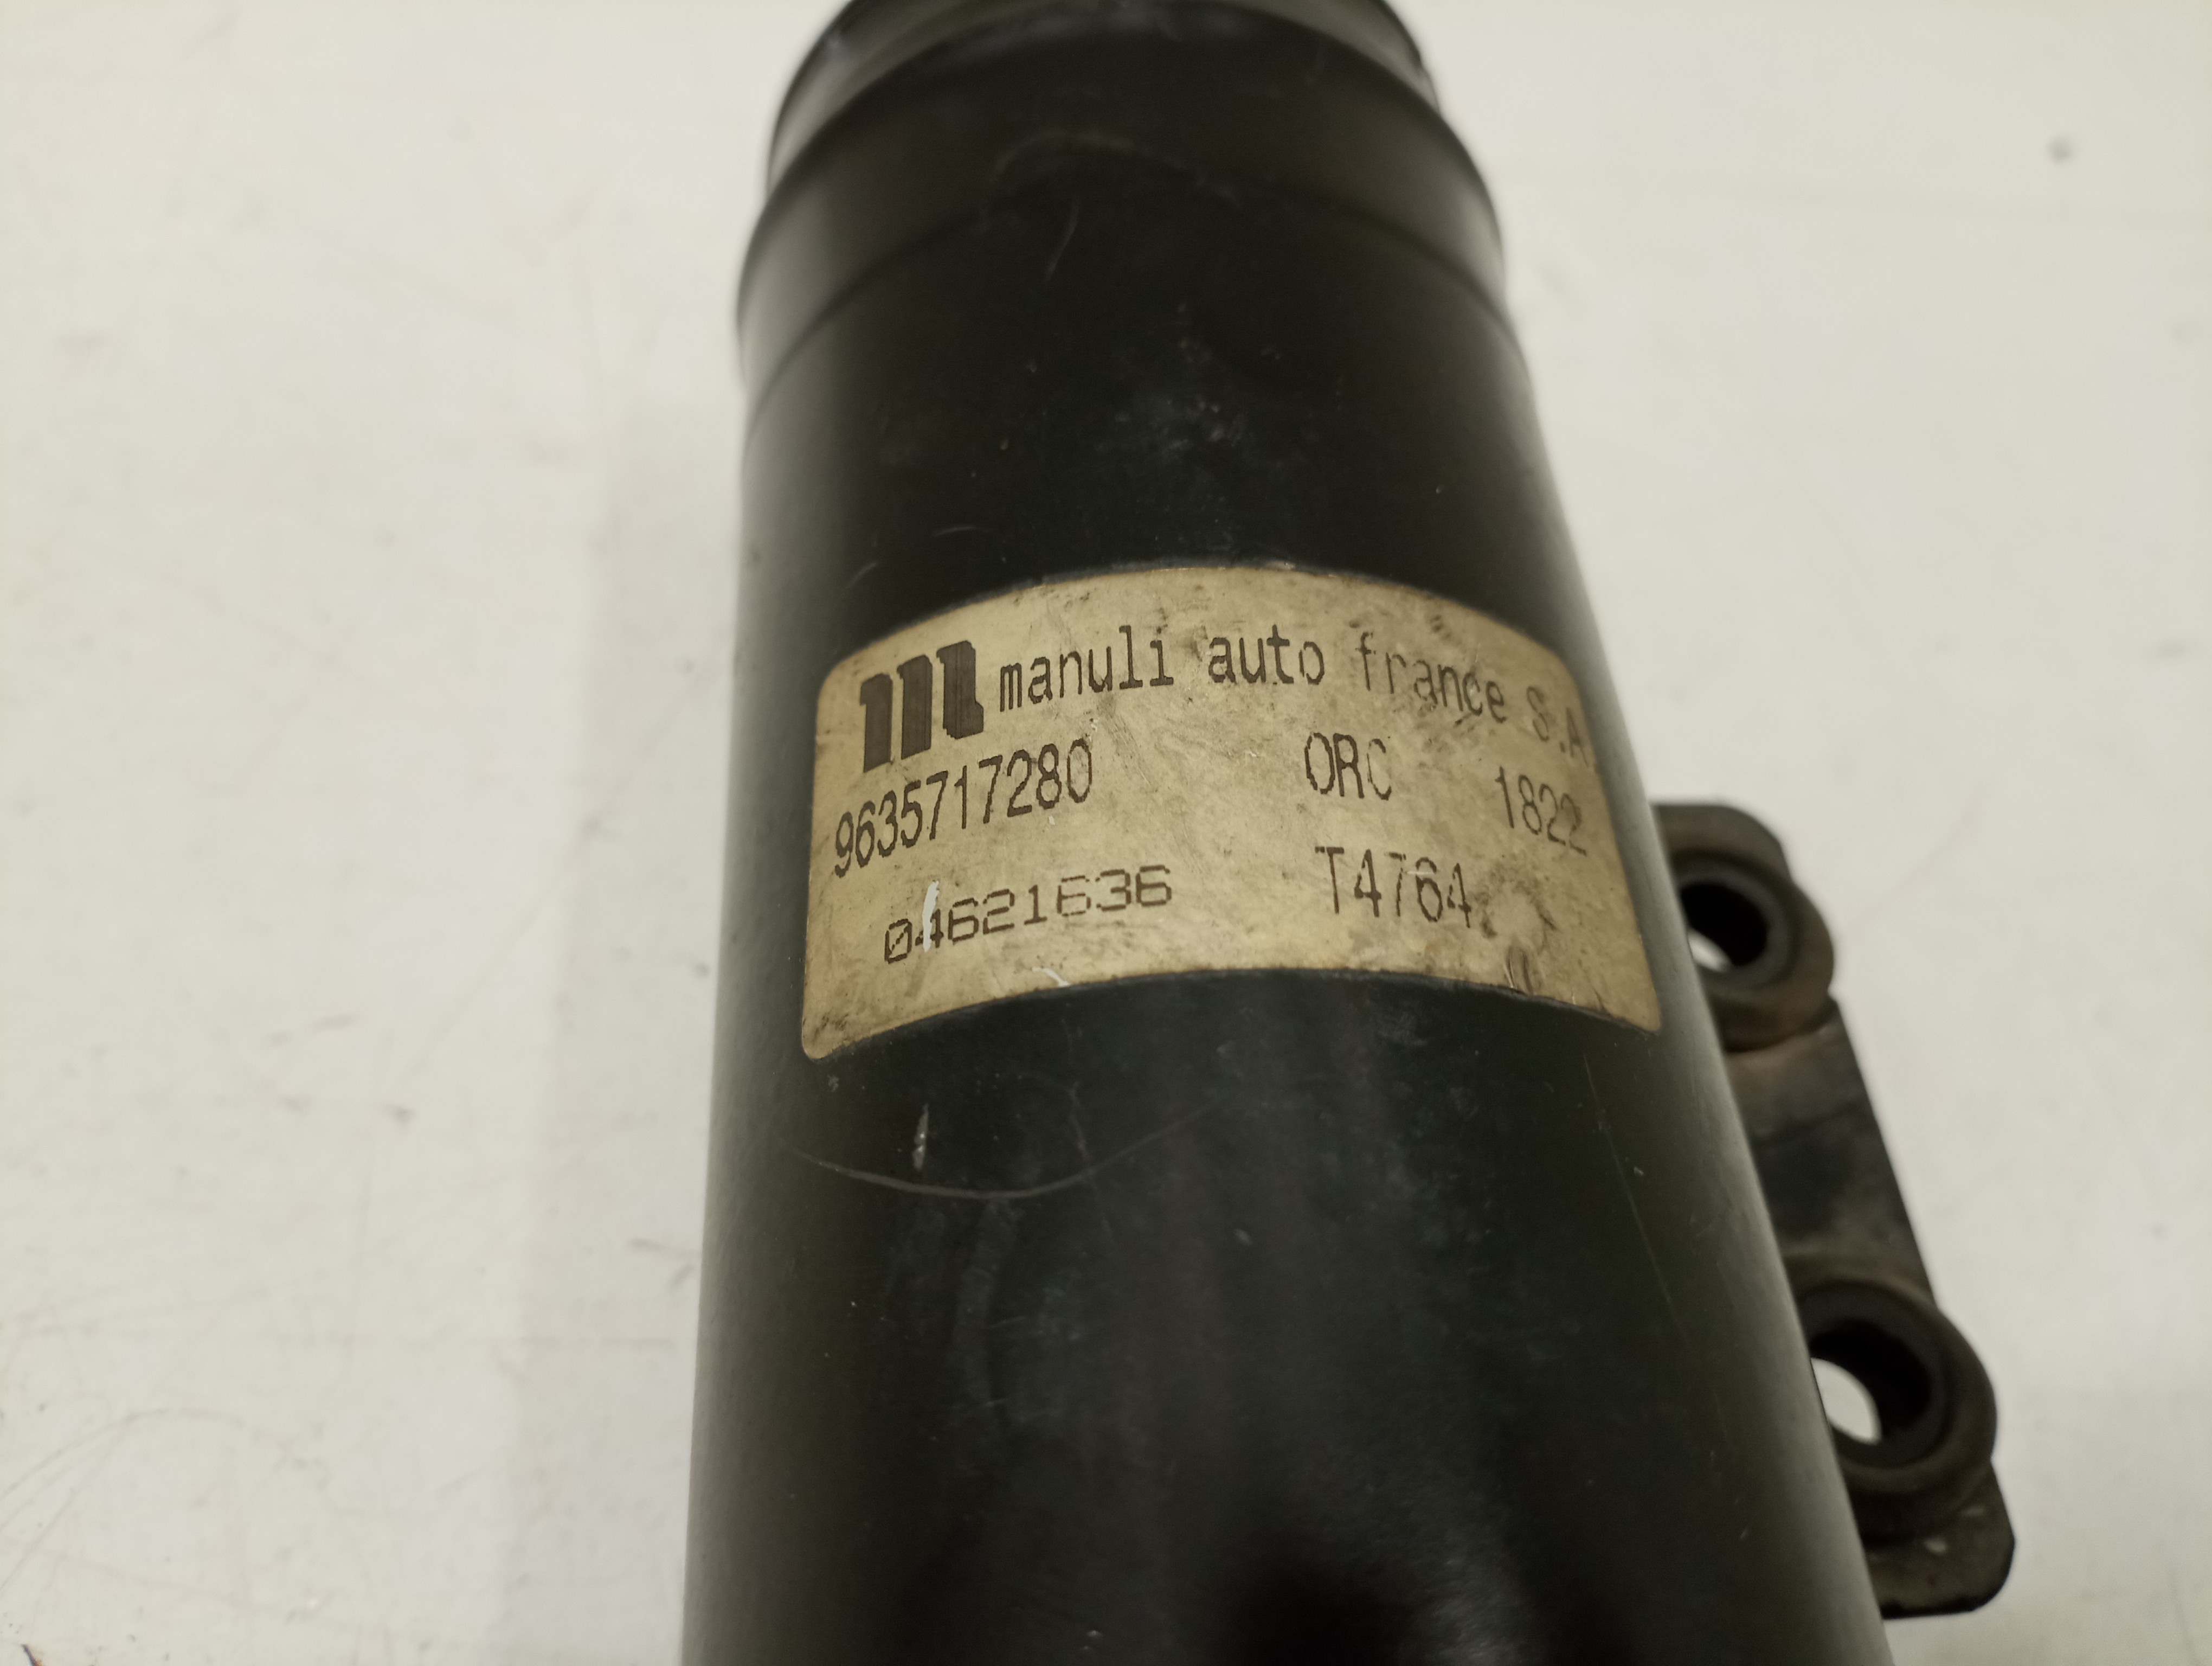 m manuli auto france S.A
9635717280 ORC 1822
04621636 T4764